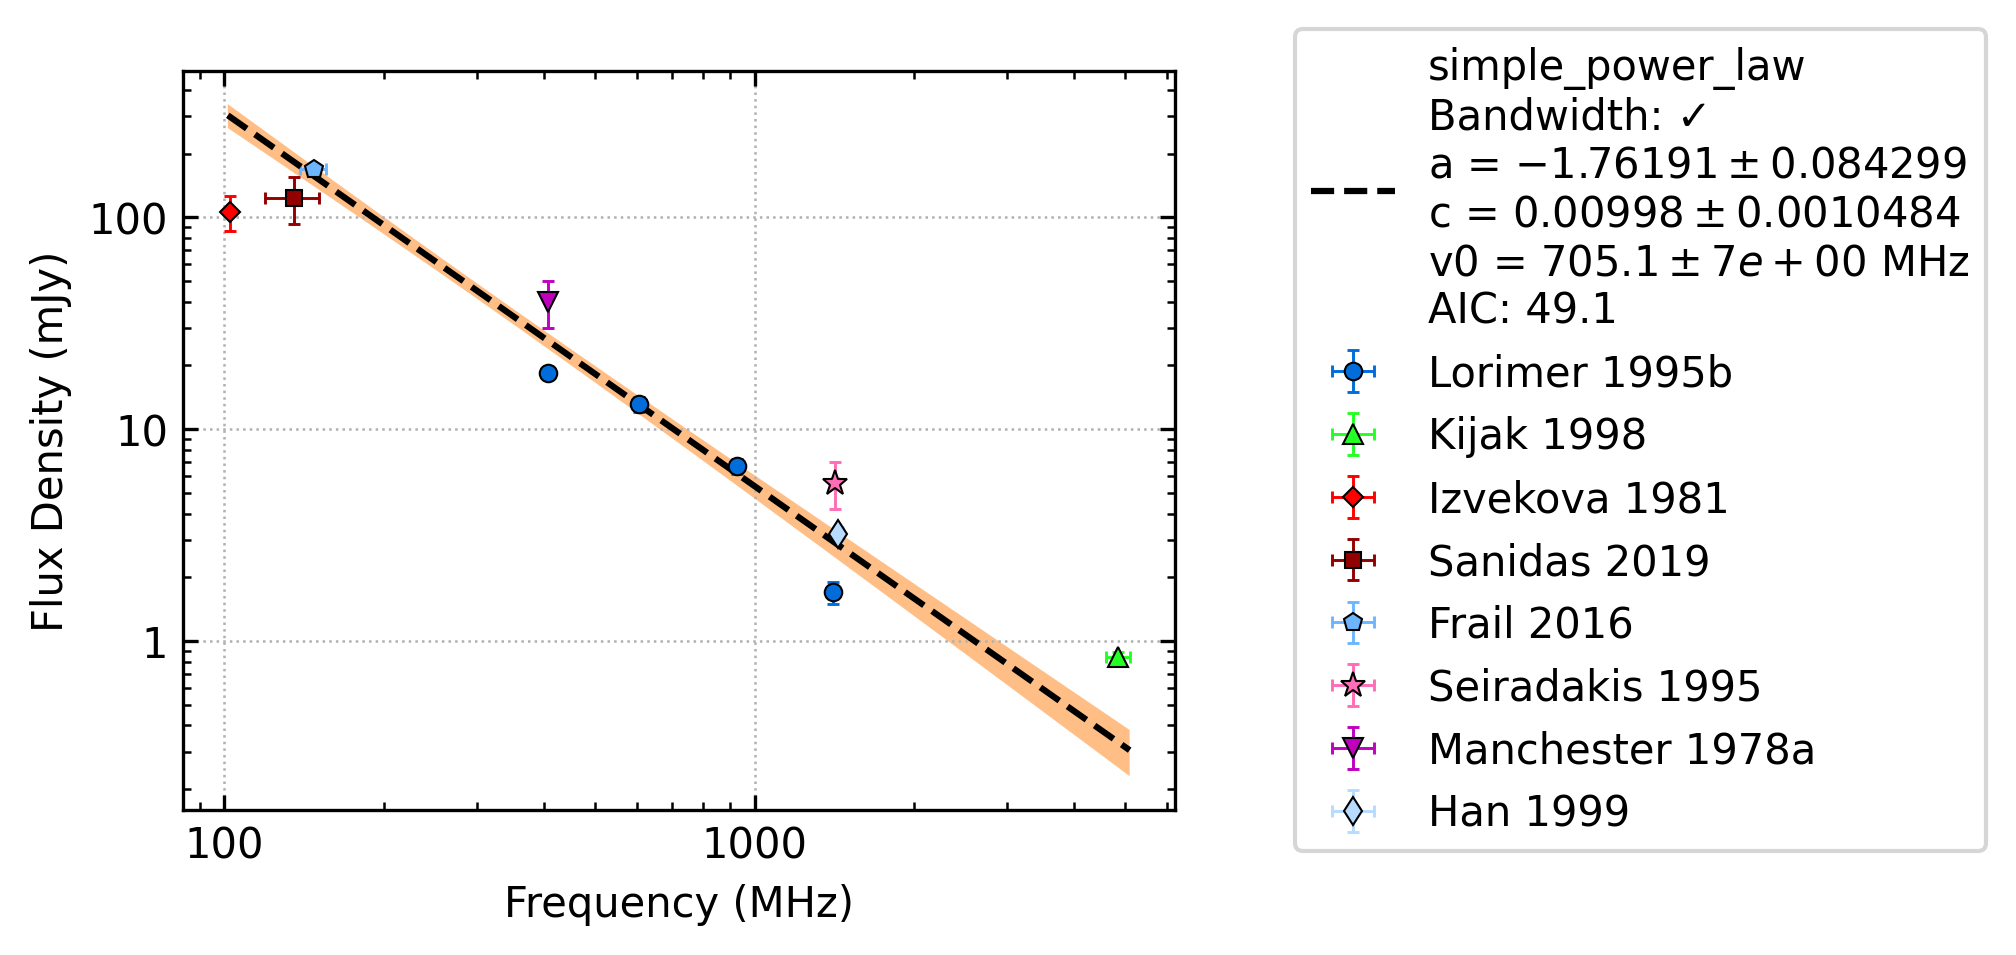 Flux Density (mJy)
100
10
1
100
1000
Frequency (MHz)
simple_power_law
Bandwidth: ✓
a = −1.76191 ± 0.084299
c = 0.00998 ± 0.0010484
v0 = 705.1 ± 7e + 00 MHz
AIC: 49.1
Lorimer 1995b
Kijak 1998
Izvekova 1981
Sanidas 2019
Frail 2016
Seiradakis 1995
Manchester 1978a
Han 1999